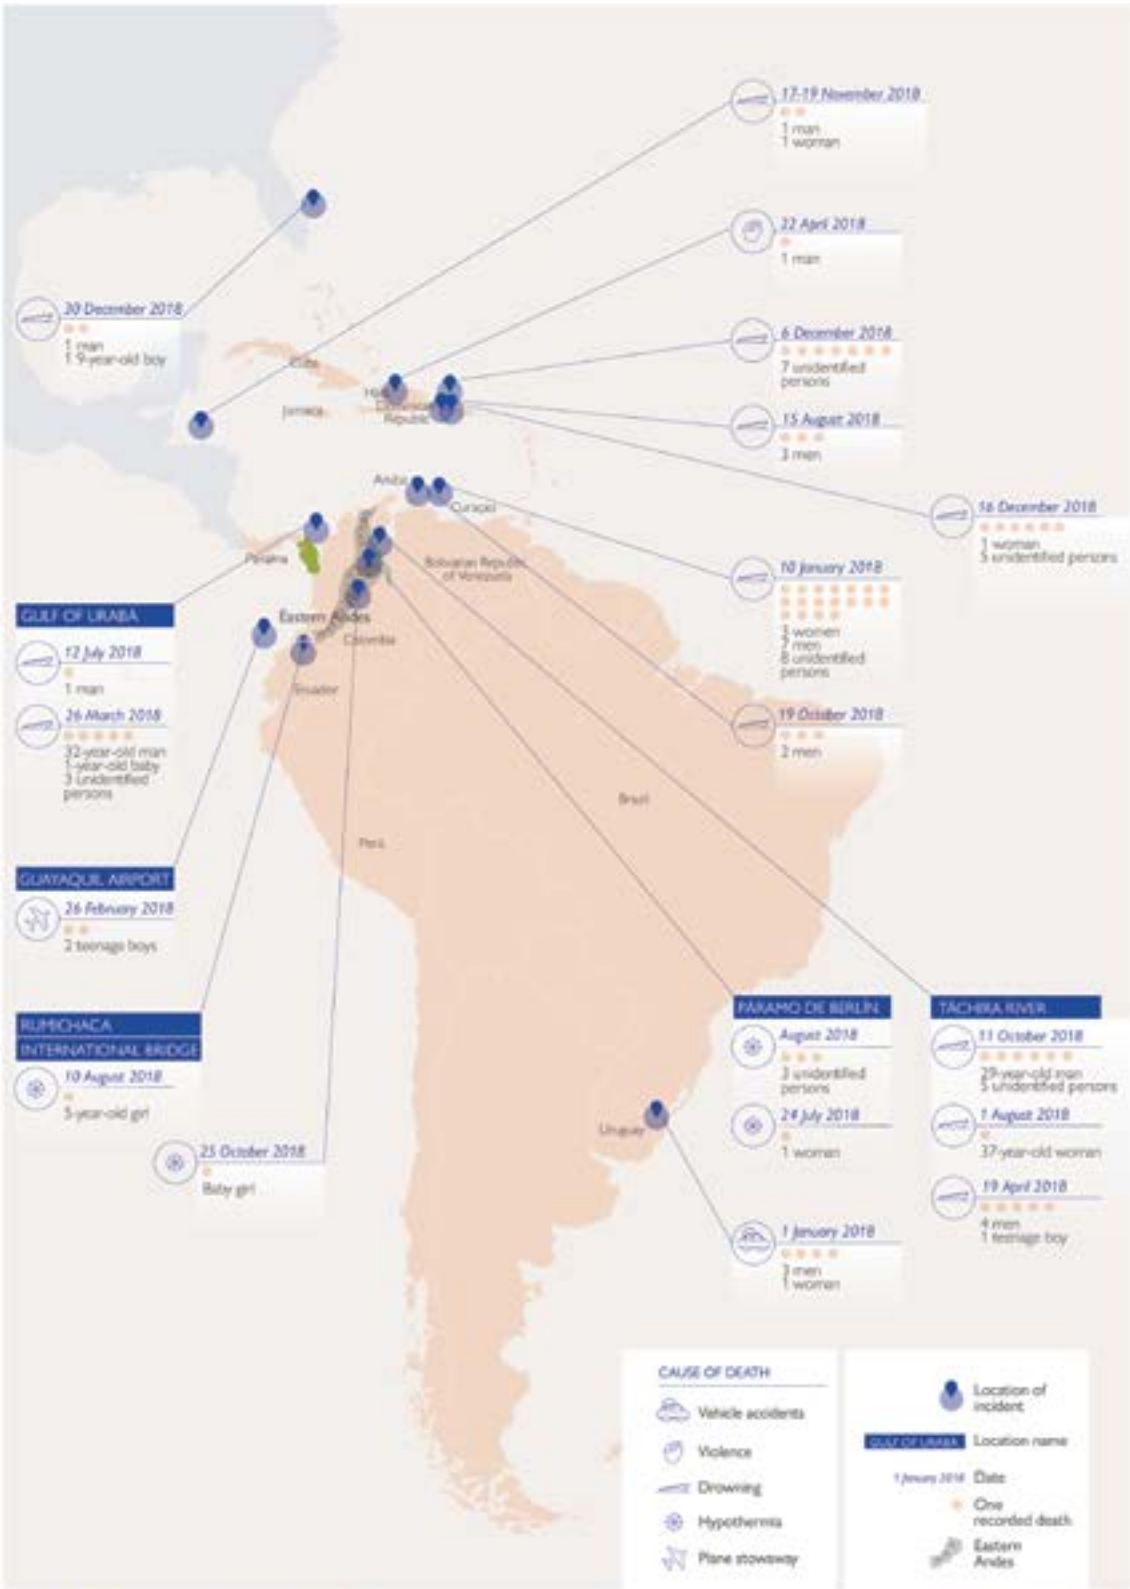 17-19 November 2018
1 man
1 woman
22 April 2018
1 man
30 December 2018
1 man
1 9-year-old boy
6 December 2018
7 unidentified
persons
Cuba
Jamaica
Republic
15 August 2018
3 men
16 December 2018
1 woman
5 unidentified persons
Curaçao
Panama
Bolivarian Republic
of Venezuela
10 January 2018
3 women
7 men
8 unidentified
persons
GULF OF URABÁ
12 July 2018
1 man
26 March 2018
32-year-old man
1-year-old baby
3 unidentified
persons
Eastern Andes
Colombia
Ecuador
19 October 2018
2 men
Brazil
Peru
GUAYAQUIL AIRPORT
26 February 2018
2 teenage boys
RUMICHACA
INTERNATIONAL BRIDGE
10 August 2018
5-year-old girl
25 October 2018
Baby girl
PÁRAMO DE BERLÍN
August 2018
3 unidentified
persons
24 July 2018
1 woman
TÁCHIRA RIVER
11 October 2018
29-year-old man
5 unidentified persons
1 August 2018
37-year-old woman
19 April 2018
4 men
1 teenage boy
Uruguay
1 January 2018
3 men
1 woman
CAUSE OF DEATH
Vehicle accidents
Violence
Drowning
Hypothermia
Plane stowaway
Location of
incident
GULF OF URABÁ Location name
1 January 2018 Date
One
recorded death
Eastern
Andes